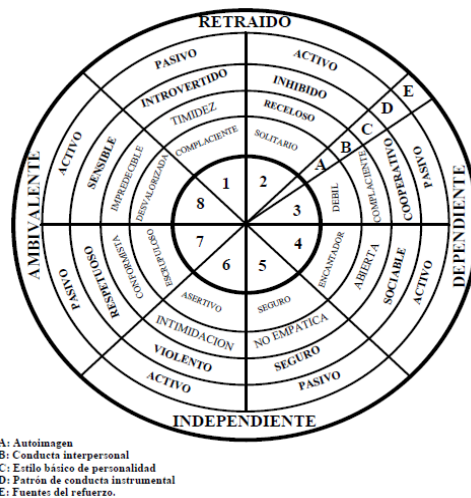 RETRAIDO
PASIVO
ACTIVO
INTROVERTIDO
INHIBIDO
E
TIMIDEZ
RECELOSO
D
COMPLACIENTE
SOLITARIO
C
B
A
AMBIVALENTE
ACTIVO
SENSIBLE
IMPREDECIBLE
DESVALORIZADA
1
2
8
3
DEBIL
COMPLACIENTE
COOPERATIVO
PASIVO
DEPENDIENTE
PASIVO
RESPETUOSO
CONFORMISTA
ESCRUPULOSO
7
4
6
5
ENCANTADOR
ABIERTA
SOCIABLE
ACTIVO
ASERTIVO
SEGURO
INTIMIDACION
NO EMPATICA
VIOLENTO
SEGURO
ACTIVO
PASIVO
INDEPENDIENTE
A: Autoimagen
B: Conducta interpersonal
C: Estilo básico de personalidad
D: Patrón de conducta instrumental
E: Fuentes del refuerzo.